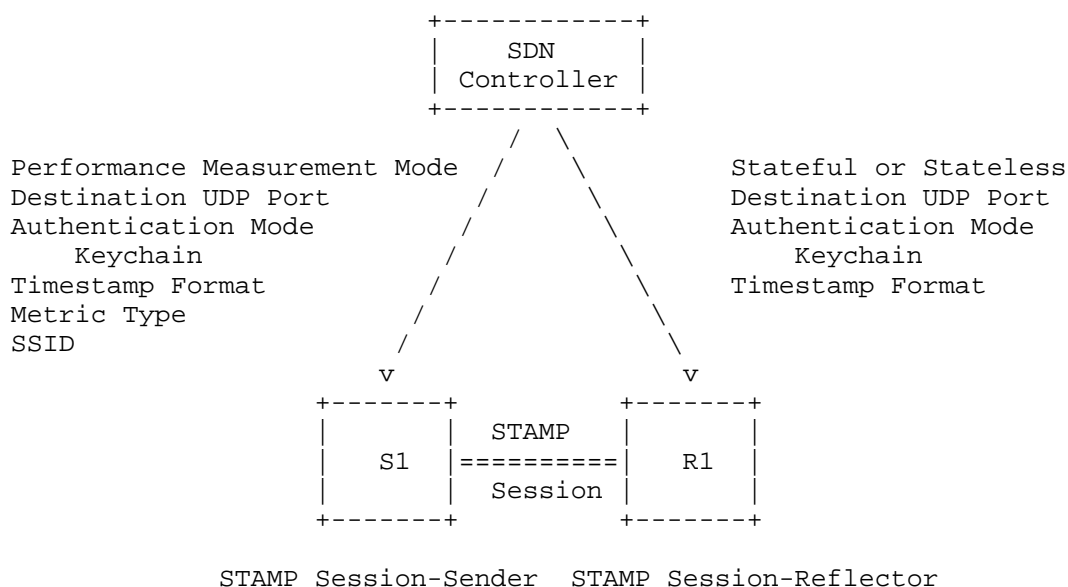 SDN
Controller
Performance Measurement Mode
Destination UDP Port
Authentication Mode
Keychain
Timestamp Format
Metric Type
SSID
Stateful or Stateless
Destination UDP Port
Authentication Mode
Keychain
Timestamp Format
v
v
S1
STAMP
Session
R1
STAMP Session-Sender
STAMP Session-Reflector